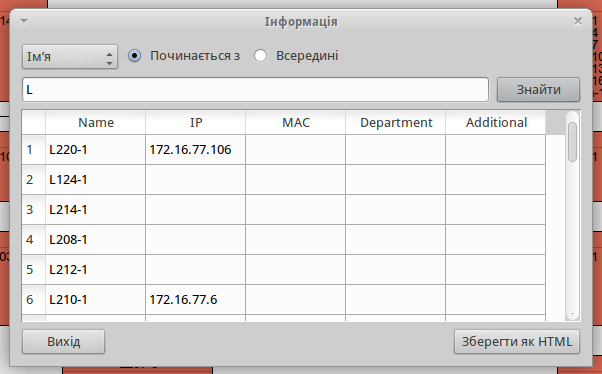 Інформація
Ім'я Починається з Всередині
L Знайти
Name IP MAC Department Additional
1 L220-1 172.16.77.106
2 L124-1
3 L214-1
4 L208-1
5 L212-1
6 L210-1 172.16.77.6
Вихід Зберегти як HTML